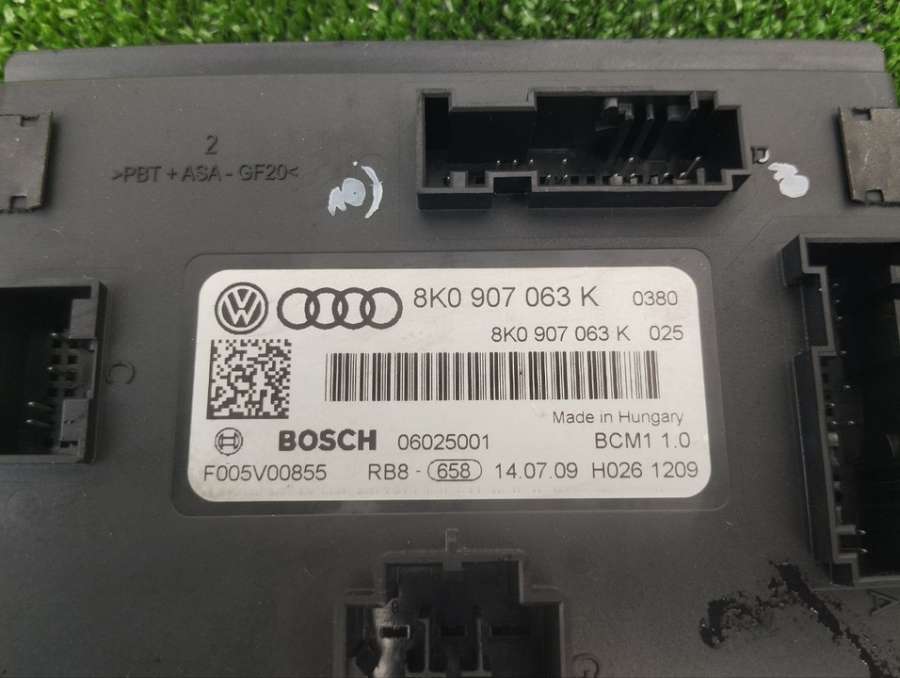 2
>PBT + ASA - GF20<
D
8K0 907 063 K 0380
8K0 907 063 K 025
C
Made in Hungary
BOSCH 06025001 BCM1 1.0
F005V00855 RB8 - 658 14.07.09 H026 1209
F
A